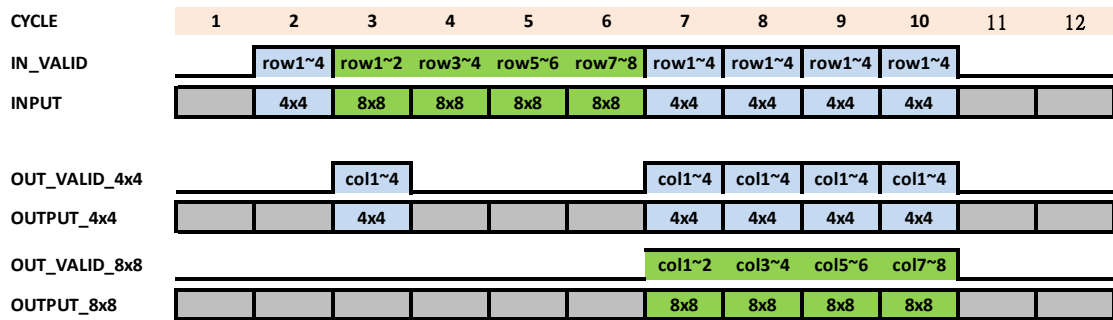 CYCLE 1 2 3 4 5 6 7 8 9 10 11 12
IN_VALID row1~4 row1~2 row3~4 row5~6 row7~8 row1~4 row1~4 row1~4 row1~4
INPUT 4x4 8x8 8x8 8x8 8x8 4x4 4x4 4x4 4x4
OUT_VALID_4x4 col1~4 col1~4 col1~4 col1~4 col1~4
OUTPUT_4x4 4x4 4x4 4x4 4x4 4x4
OUT_VALID_8x8 col1~2 col3~4 col5~6 col7~8
OUTPUT_8x8 8x8 8x8 8x8 8x8